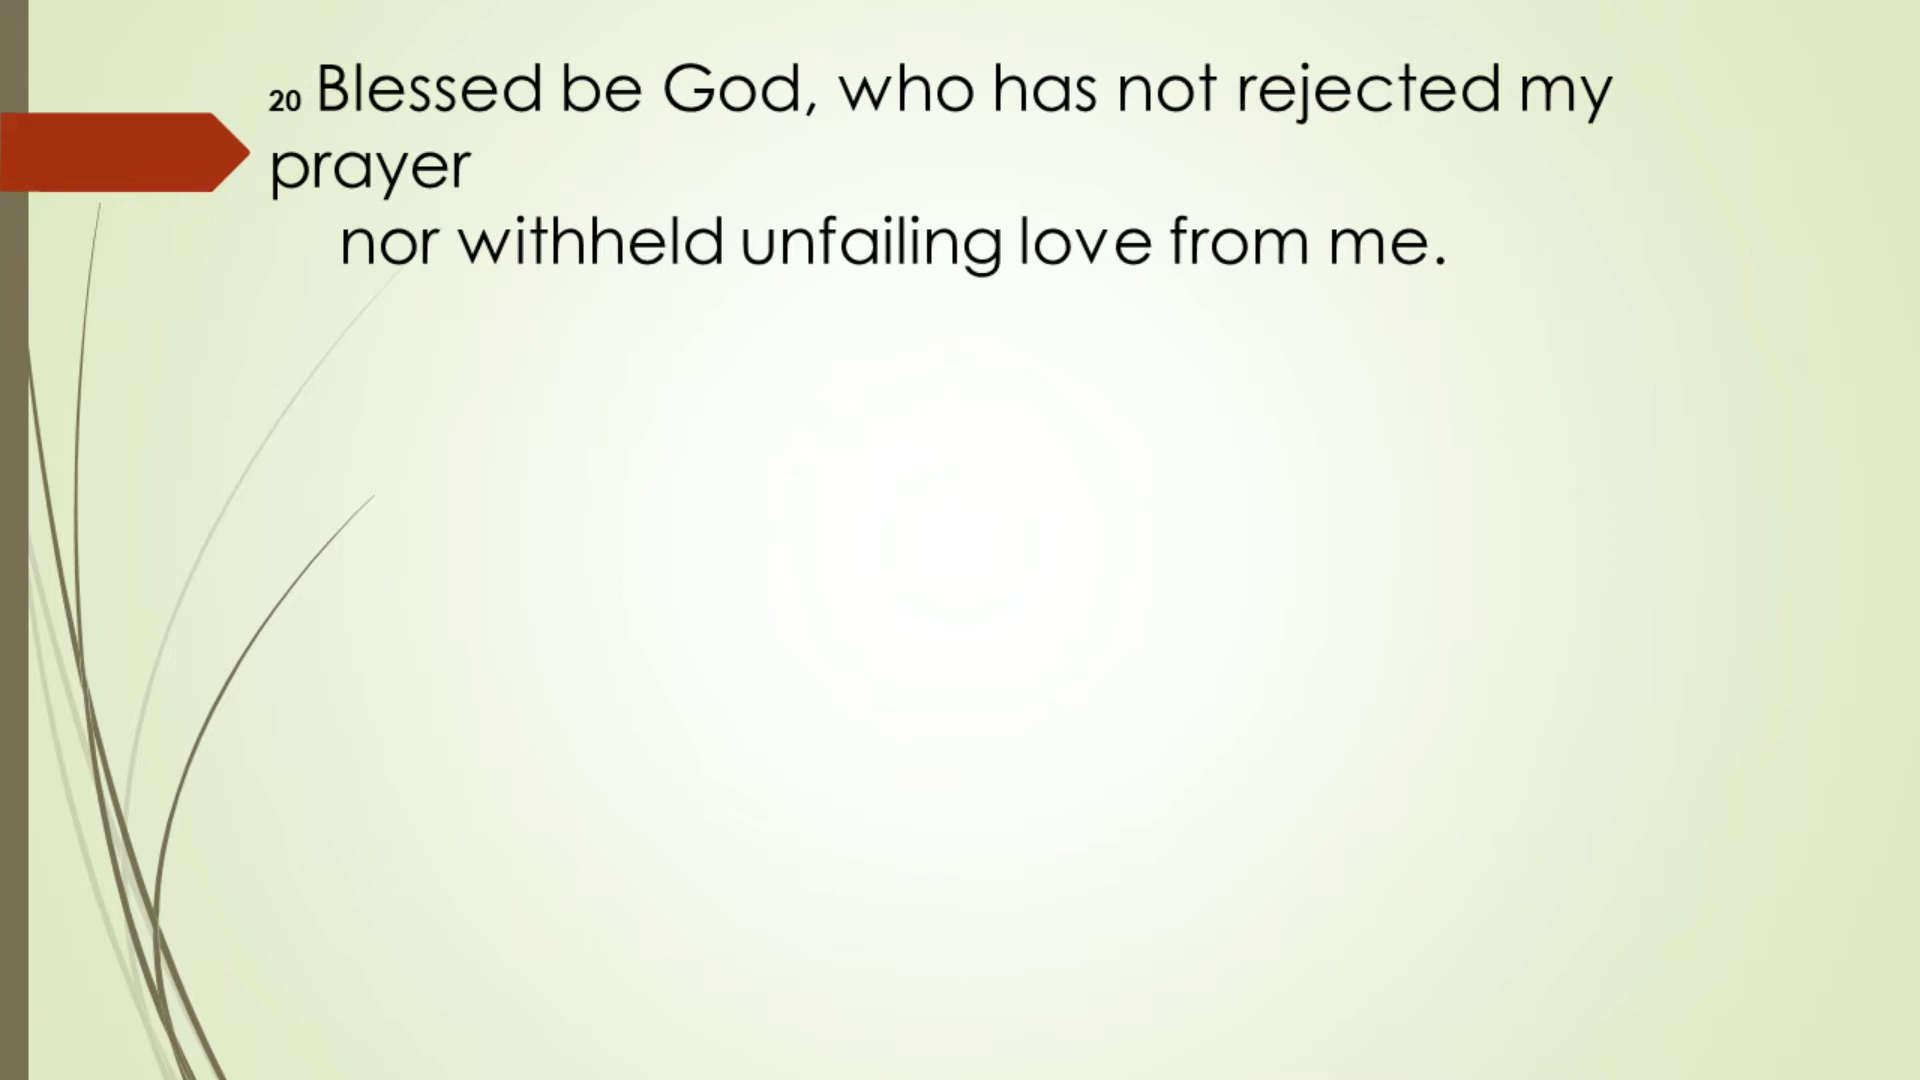 20 Blessed be God, who has not rejected my
prayer
nor withheld unfailing love from me.